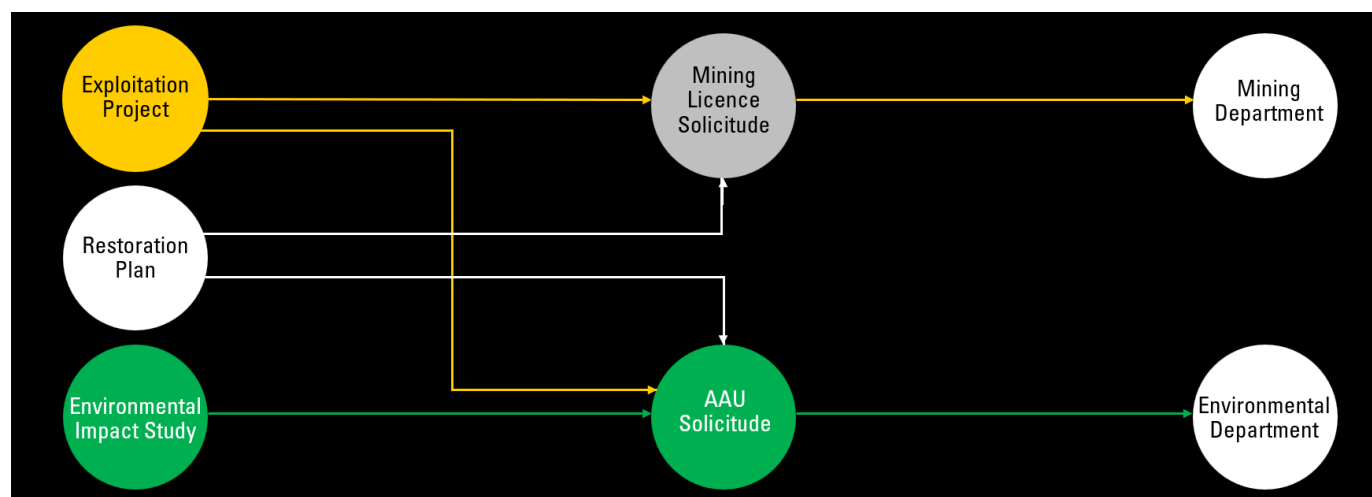 Exploitation
Project
Mining
Licence
Solicitude
Mining
Department
Restoration
Plan
Environmental
Impact Study
AAU
Solicitude
Environmental
Department